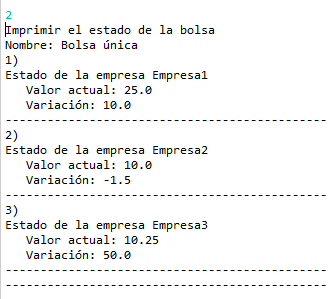 2
Imprimir el estado de la bolsa
Nombre: Bolsa única
1)
Estado de la empresa Empresa1
   Valor actual: 25.0
   Variación: 10.0
-------------------------------------------
2)
Estado de la empresa Empresa2
   Valor actual: 10.0
   Variación: -1.5
-------------------------------------------
3)
Estado de la empresa Empresa3
   Valor actual: 10.25
   Variación: 50.0
-------------------------------------------
-------------------------------------------